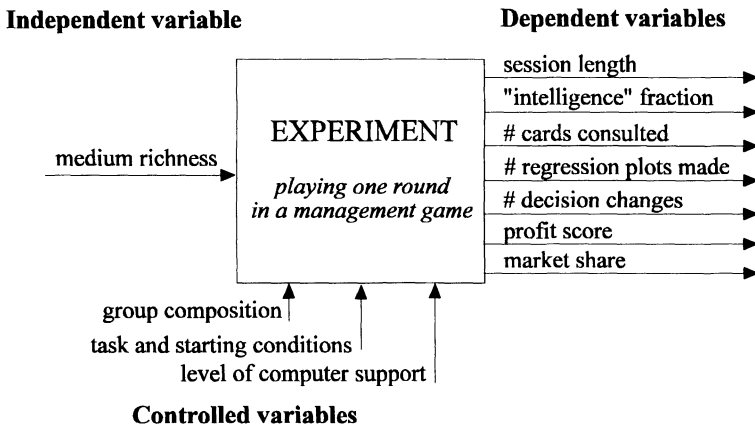 Independent variable
Dependent variables
session length
"intelligence" fraction
# cards consulted
# regression plots made
# decision changes
profit score
market share
EXPERIMENT
playing one round
in a management game
medium richness
group composition
task and starting conditions
level of computer support
Controlled variables